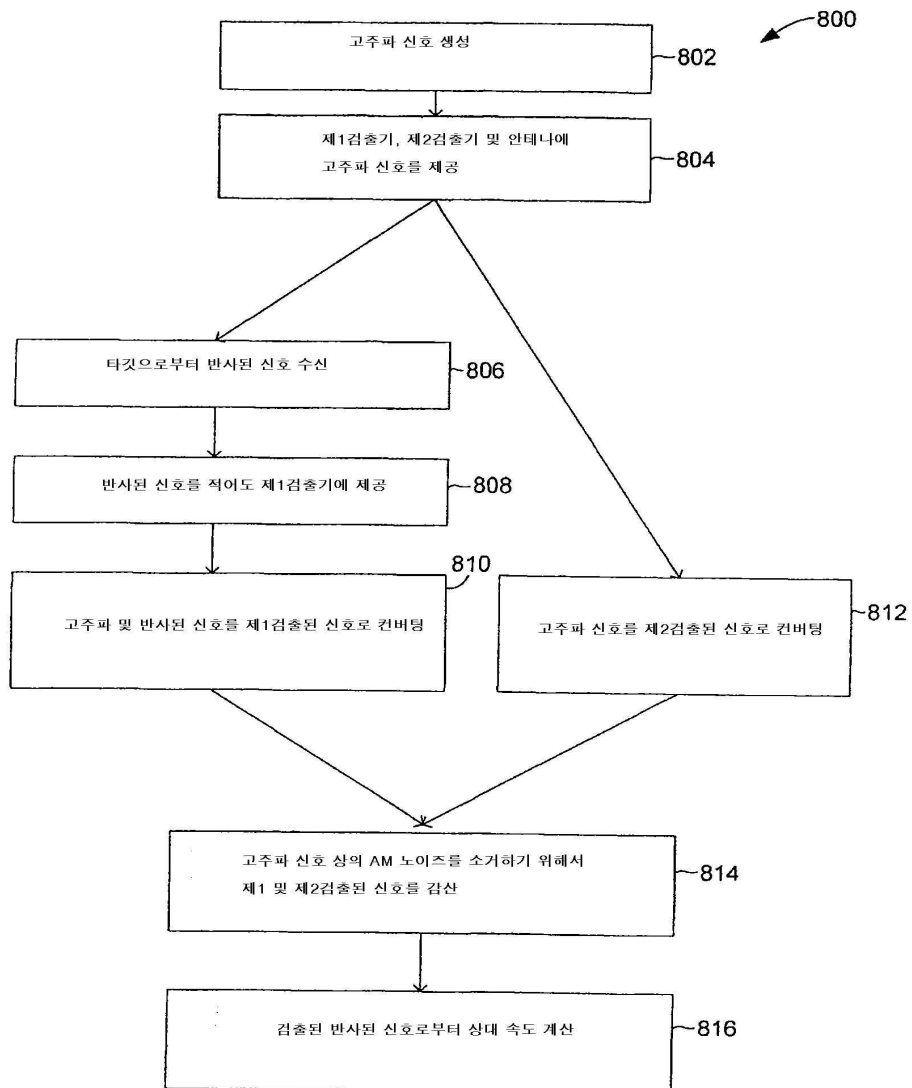 800
고주파 신호 생성
802
제1검출기, 제2검출기 및 안테나에
고주파 신호를 제공
804
타깃으로부터 반사된 신호 수신
806
반사된 신호를 적어도 제1검출기에 제공
808
810
고주파 및 반사된 신호를 제1검출된 신호로 컨버팅
고주파 신호를 제2검출된 신호로 컨버팅
812
고주파 신호 상의 AM 노이즈를 소거하기 위해서
제1 및 제2검출된 신호를 감산
814
검출된 반사된 신호로부터 상대 속도 계산
816